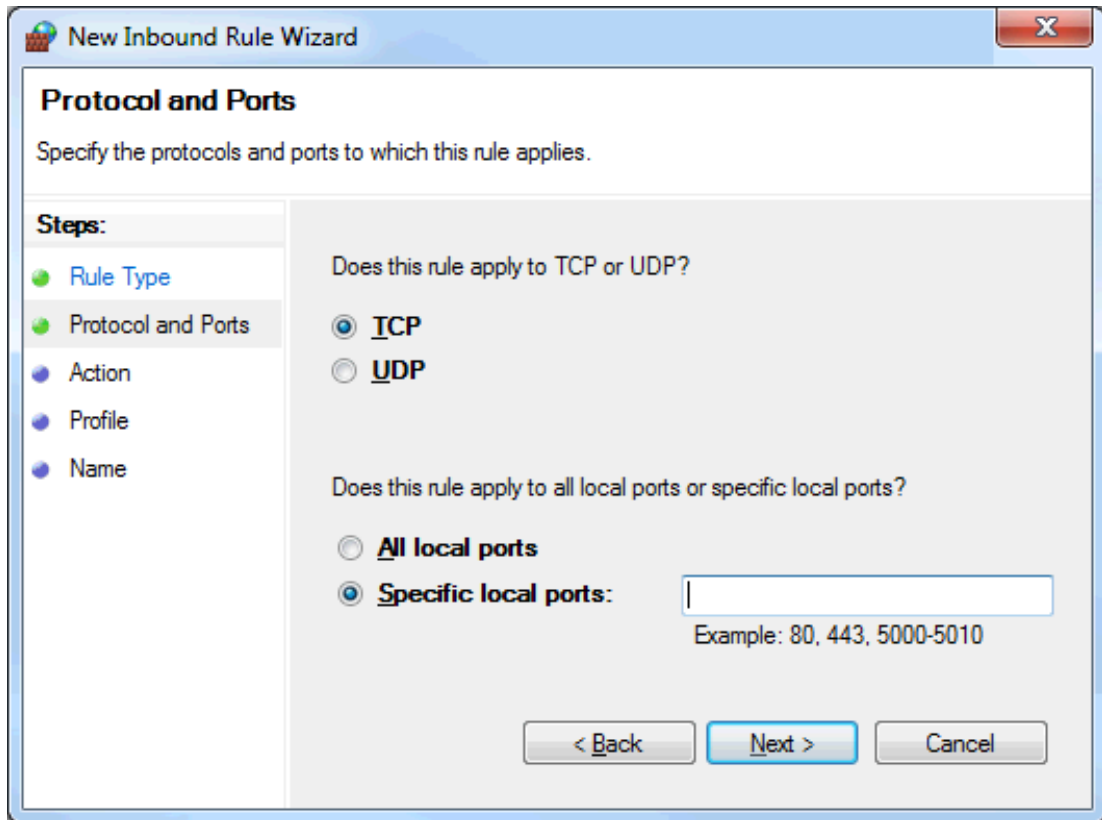 New Inbound Rule Wizard
Protocol and Ports
Specify the protocols and ports to which this rule applies.
Steps:
Rule Type
Protocol and Ports
Action
Profile
Name
Does this rule apply to TCP or UDP?
TCP
UDP
Does this rule apply to all local ports or specific local ports?
All local ports
Specific local ports:
Example: 80, 443, 5000-5010
< Back Next > Cancel